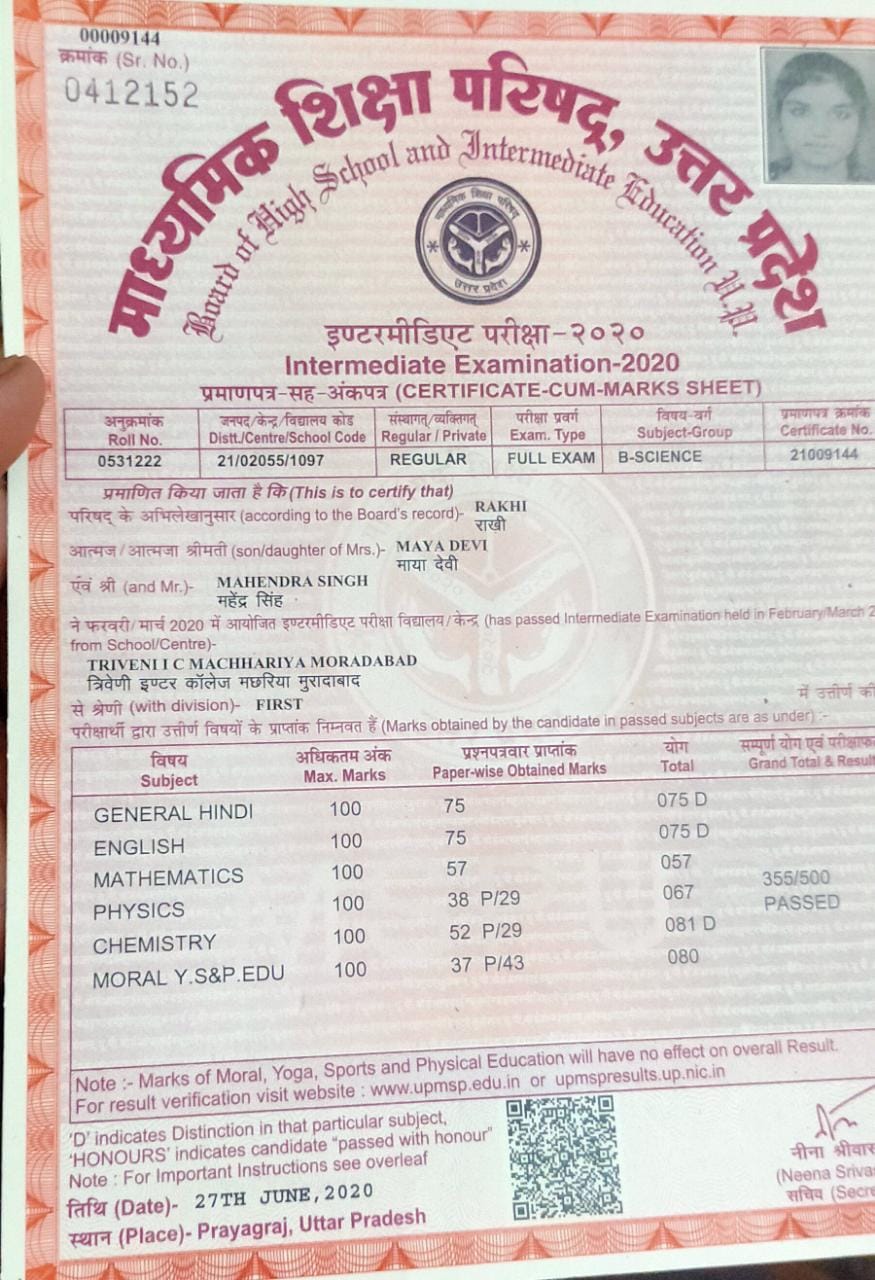 00009144
क्रमांक (Sr. No.)
0412152
माध्यमिक शिक्षा परिषद्, उत्तर प्रदेश
Board of High School and Intermediate Education U.P.
माध्यमिक शिक्षा परिषद्
उत्तर प्रदेश
इण्टरमीडिएट परीक्षा-२०२०
Intermediate Examination-2020
प्रमाणपत्र-सह-अंकपत्र (CERTIFICATE-CUM-MARKS SHEET)
अनुक्रमांक जनपद/केन्द्र/विद्यालय कोड संस्थागत्/व्यक्तिगत् परीक्षा प्रवर्ग विषय-वर्ग प्रमाणपत्र क्रमांक
Roll No. Distt./Centre/School Code Regular / Private Exam. Type Subject-Group Certificate No.
0531222 21/02055/1097 REGULAR FULL EXAM B-SCIENCE 21009144
प्रमाणित किया जाता है कि (This is to certify that)
परिषद् के अभिलेखानुसार (according to the Board's record)- RAKHI
राखी
आत्मज/आत्मजा श्रीमती (son/daughter of Mrs.)- MAYA DEVI
माया देवी
एंव श्री (and Mr.)- MAHENDRA SINGH
महेंद्र सिंह
ने फरवरी/मार्च 2020 में आयोजित इण्टरमीडिएट परीक्षा विद्यालय/केन्द्र (has passed Intermediate Examination held in February/March 2
from School/Centre)-
TRIVENI I C MACHHARIYA MORADABAD
त्रिवेणी इण्टर कॉलेज मछरिया मुरादाबाद
से श्रेणी (with division)- FIRST में उत्तीर्ण की
परीक्षार्थी द्वारा उत्तीर्ण विषयों के प्राप्तांक निम्नवत हैं (Marks obtained by the candidate in passed subjects are as under) :-
विषय अधिकतम अंक प्रश्नपत्रवार प्राप्तांक योग सम्पूर्ण योग एवं परीक्षाफ
Subject Max. Marks Paper-wise Obtained Marks Total Grand Total & Result
GENERAL HINDI 100 75 075 D
ENGLISH 100 75 075 D
MATHEMATICS 100 57 057
PHYSICS 100 38 P/29 067
CHEMISTRY 100 52 P/29 081 D
MORAL Y.S&P.EDU 100 37 P/43 080
355/500
PASSED
Note :- Marks of Moral, Yoga, Sports and Physical Education will have no effect on overall Result.
For result verification visit website : www.upmsp.edu.in or upmspresults.up.nic.in
'D' indicates Distinction in that particular subject,
'HONOURS' indicates candidate "passed with honour"
Note : For Important Instructions see overleaf
तिथि (Date)- 27TH JUNE, 2020
स्थान (Place)- Prayagraj, Uttar Pradesh
नीना श्रीवास
(Neena Srivas
सचिव (Secre